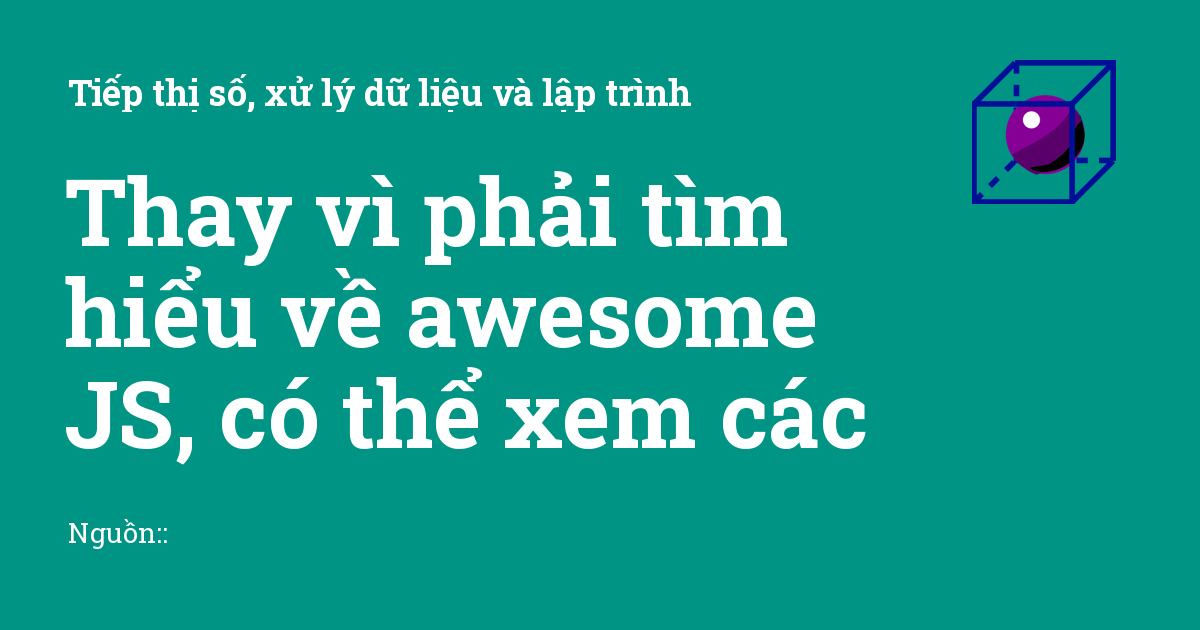 Tiếp thị số, xử lý dữ liệu và lập trình
Thay vì phải tìm
hiểu về awesome
JS, có thể xem các
Nguồn::